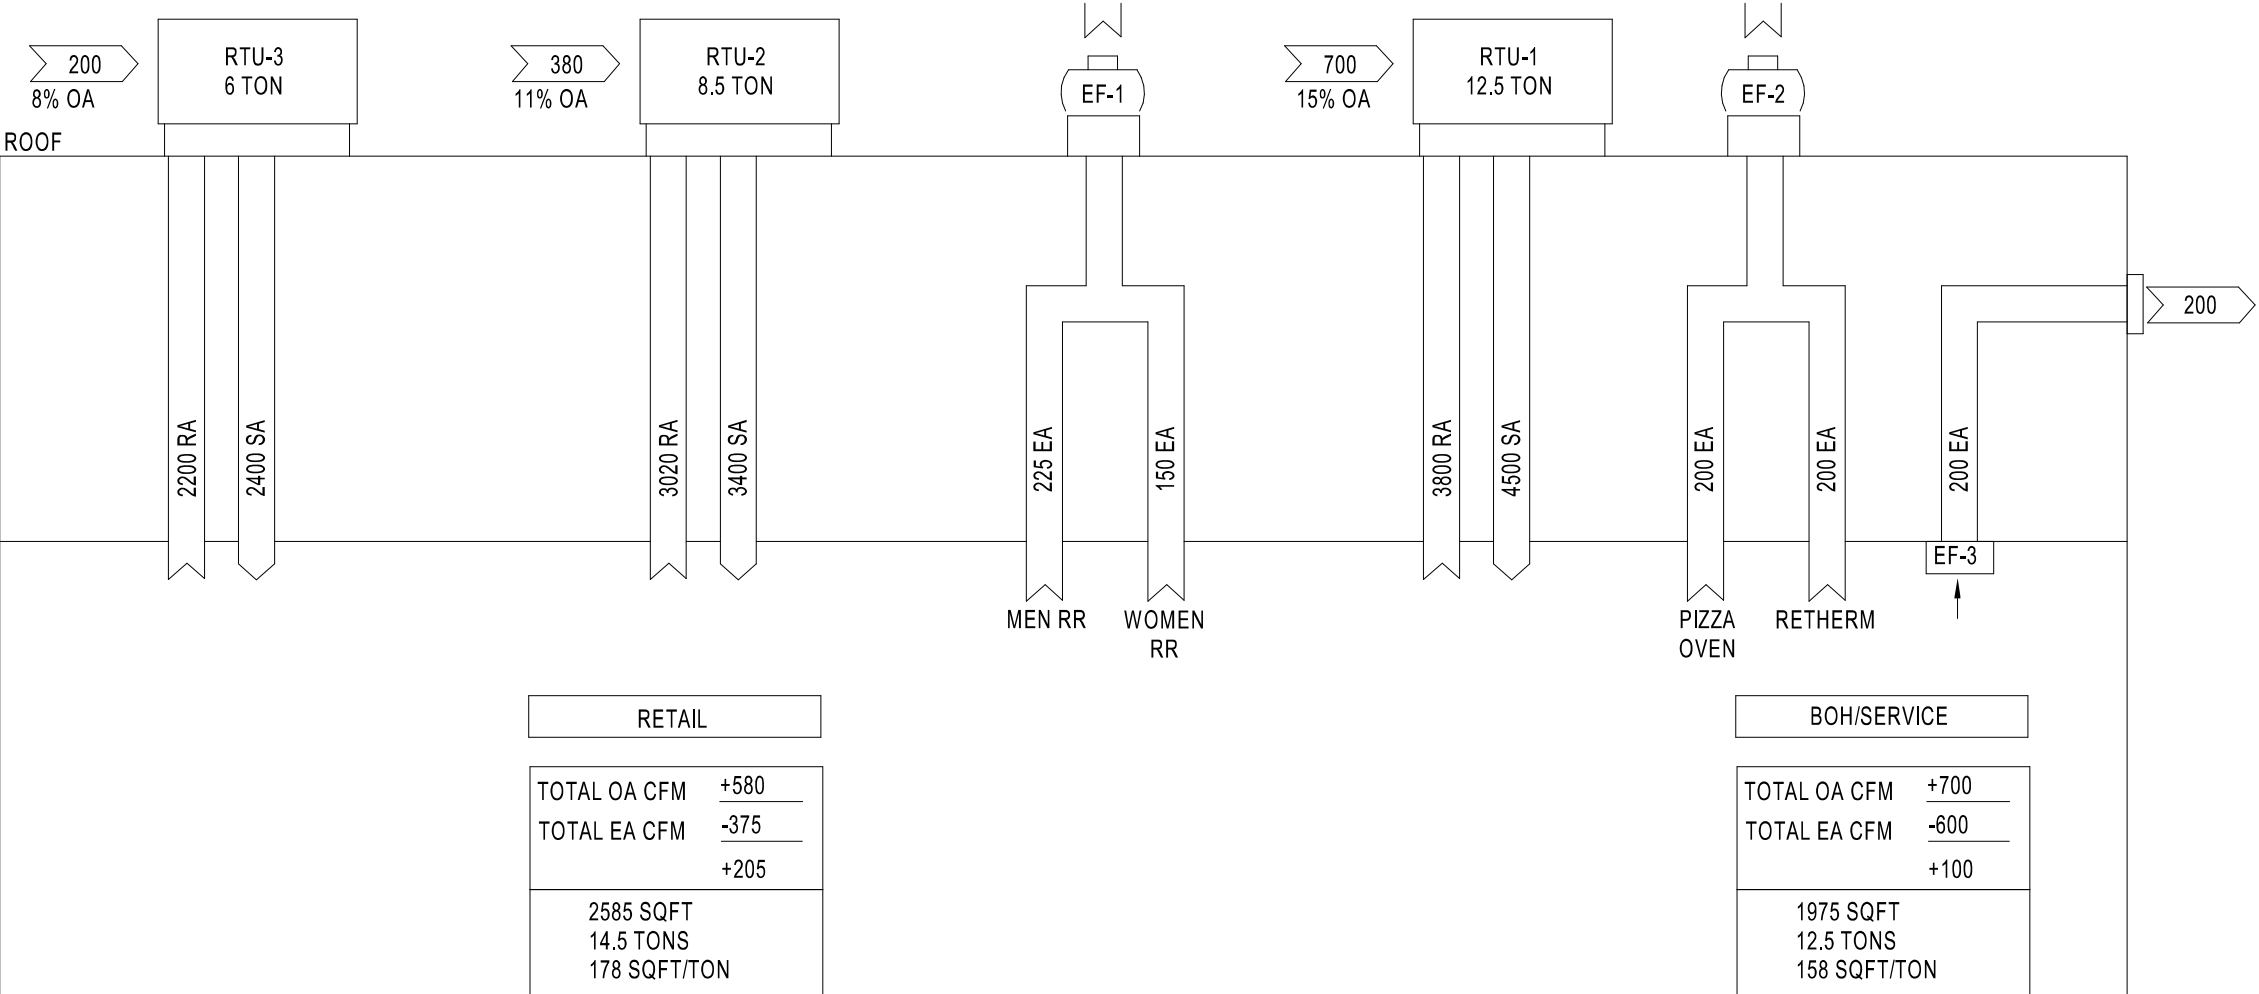 200
8% OA
RTU-3
6 TON
380
11% OA
RTU-2
8.5 TON
EF-1
700
15% OA
RTU-1
12.5 TON
EF-2
ROOF
200
2200 RA
2400 SA
3020 RA
3400 SA
225 EA
150 EA
3800 RA
4500 SA
200 EA
200 EA
200 EA
EF-3
MEN RR
WOMEN
RR
PIZZA
OVEN
RETHERM
RETAIL
TOTAL OA CFM +580
TOTAL EA CFM -375
+205
2585 SQFT
14.5 TONS
178 SQFT/TON
BOH/SERVICE
TOTAL OA CFM +700
TOTAL EA CFM -600
+100
1975 SQFT
12.5 TONS
158 SQFT/TON